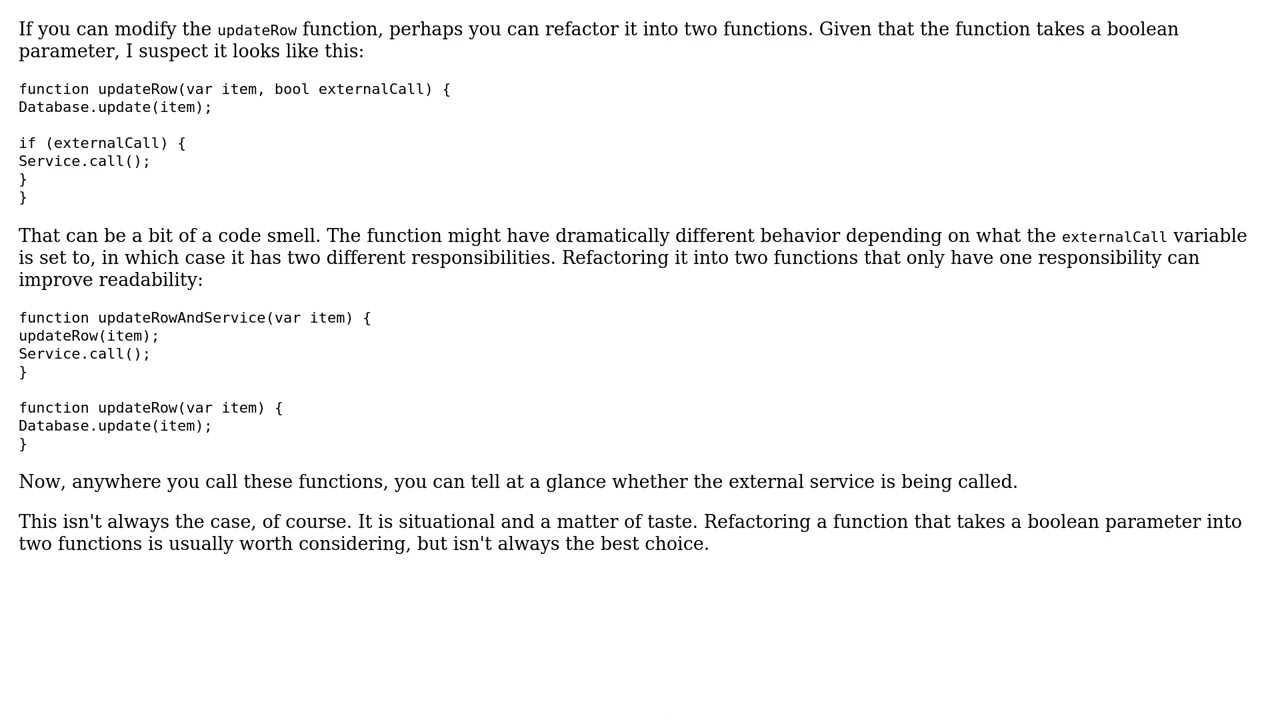 If you can modify the updateRow function, perhaps you can refactor it into two functions. Given that the function takes a boolean
parameter, I suspect it looks like this:
function updateRow(var item, bool externalCall) {
Database.update(item);
if (externalCall) {
Service.call();
}
}
That can be a bit of a code smell. The function might have dramatically different behavior depending on what the externalCall variable
is set to, in which case it has two different responsibilities. Refactoring it into two functions that only have one responsibility can
improve readability:
function updateRowAndService(var item) {
updateRow(item);
Service.call();
}
function updateRow(var item) {
Database.update(item);
}
Now, anywhere you call these functions, you can tell at a glance whether the external service is being called.
This isn't always the case, of course. It is situational and a matter of taste. Refactoring a function that takes a boolean parameter into
two functions is usually worth considering, but isn't always the best choice.